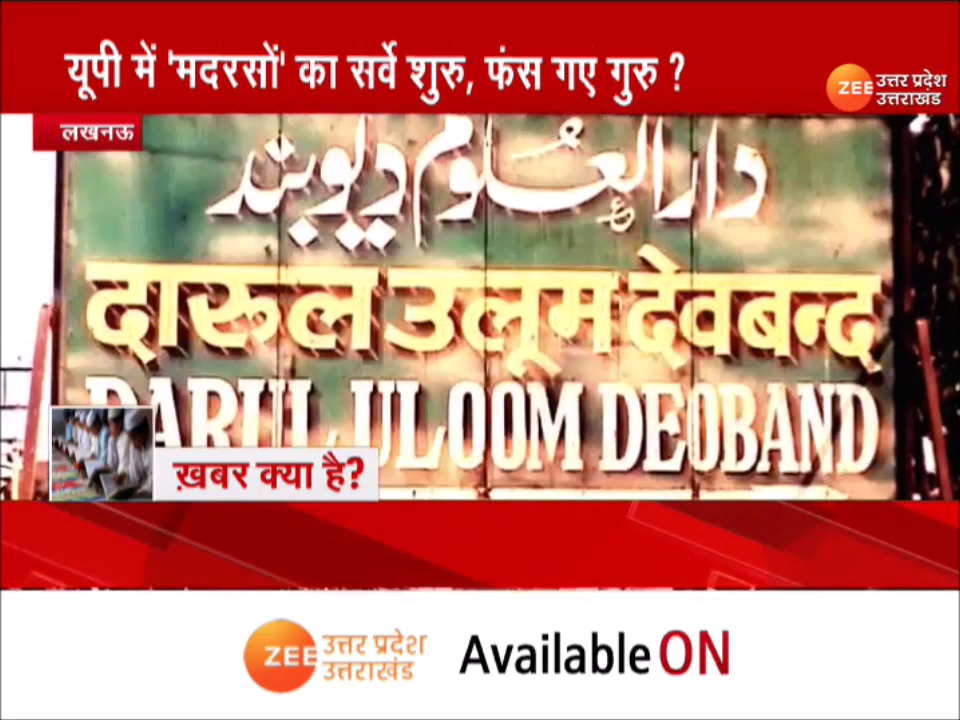 यूपी में 'मदरसों' का सर्वे शुरु, फंस गए गुरु ?
ZEE उत्तर प्रदेश
उत्तराखंड
लखनऊ
دارالعلوم دیوبند
दारुल उलूम देवबन्द
DARUL ULOOM DEOBAND
ख़बर क्या है?
ZEE उत्तर प्रदेश
उत्तराखंड
Available ON